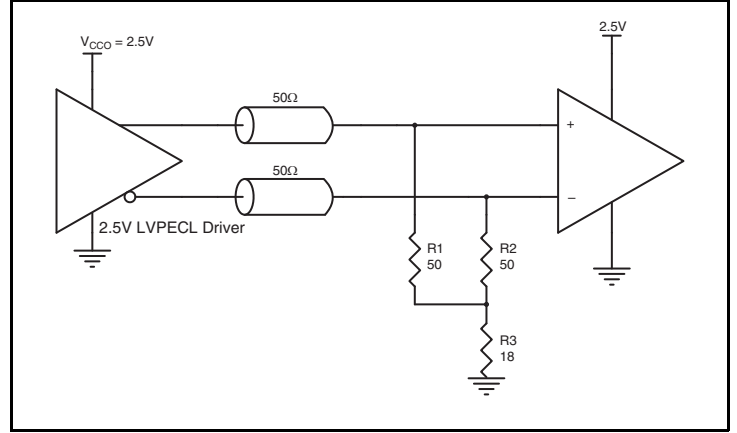 V_CCO = 2.5V
2.5V
50Ω
+
50Ω
–
2.5V LVPECL Driver
R1
50
R2
50
R3
18